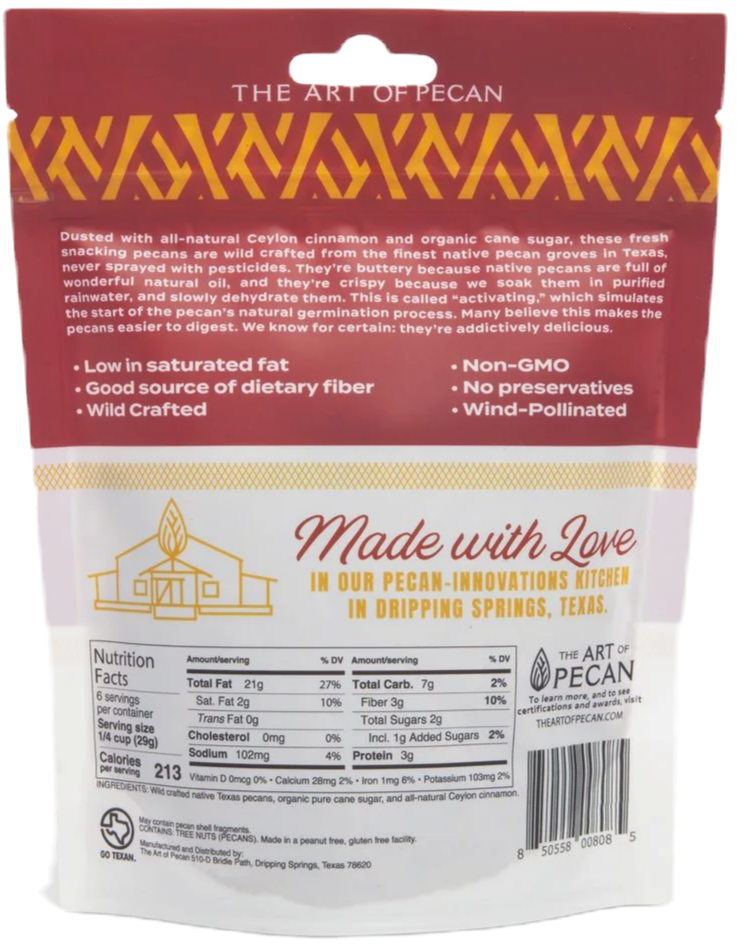 THE ART OF PECAN
Dusted with all-natural Ceylon cinnamon and organic cane sugar, these fresh
snacking pecans are wild crafted from the finest native pecan groves in Texas,
never sprayed with pesticides. They're buttery because native pecans are full of
wonderful natural oil, and they're crispy because we soak them in purified
rainwater, and slowly dehydrate them. This is called "activating," which simulates
the start of the pecan's natural germination process. Many believe this makes the
pecans easier to digest. We know for certain: they're addictively delicious.
• Low in saturated fat
• Good source of dietary fiber
• Wild Crafted
• Non-GMO
• No preservatives
• Wind-Pollinated
Made with Love
IN OUR PECAN-INNOVATIONS KITCHEN
IN DRIPPING SPRINGS, TEXAS.
Nutrition
Facts
6 servings
per container
Serving size
1/4 cup (29g)
Calories
per serving 213
Amount/serving % DV
Total Fat 21g 27%
Sat. Fat 2g 10%
Trans Fat 0g
Cholesterol 0mg 0%
Sodium 102mg 4%
Amount/serving % DV
Total Carb. 7g 2%
Fiber 3g 10%
Total Sugars 2g
Incl. 1g Added Sugars 2%
Protein 3g
Vitamin D 0mcg 0% • Calcium 28mg 2% • Iron 1mg 6% • Potassium 103mg 2%
INGREDIENTS: Wild crafted native Texas pecans, organic pure cane sugar, and all-natural Ceylon cinnamon.
THE ART OF
PECAN
To learn more, and to see
certifications and awards, visit
THEARTOFPECAN.COM
GO TEXAN.
May contain pecan shell fragments.
CONTAINS: TREE NUTS (PECANS). Made in a peanut free, gluten free facility.
Manufactured and Distributed by:
The Art of Pecan 510-D Bridle Path, Dripping Springs, Texas 78620
8 50558 00808 5